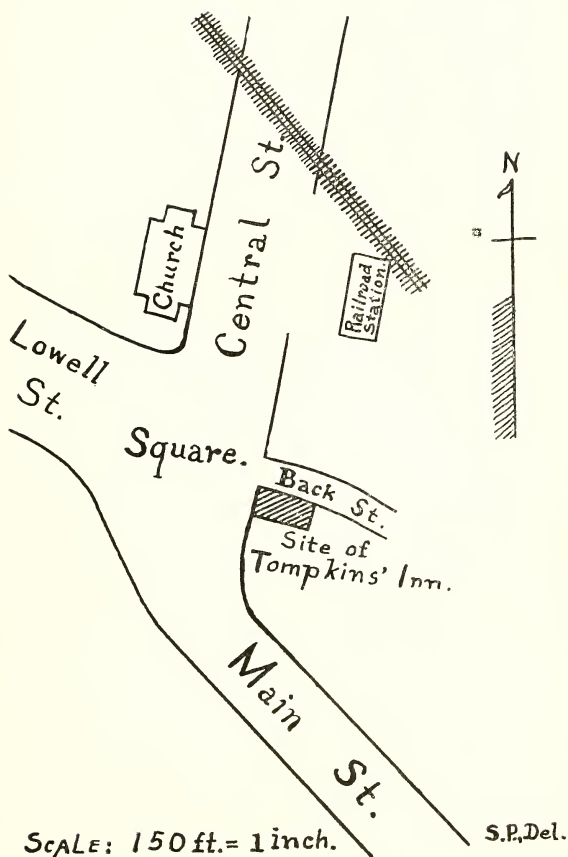 N
Central St.
Church
Railroad
Station.
Lowell
St.
Square.
Back St.
Site of
Tompkins' Inn.
Main St.
SCALE: 150 ft. = 1 inch.
S.P., Del.